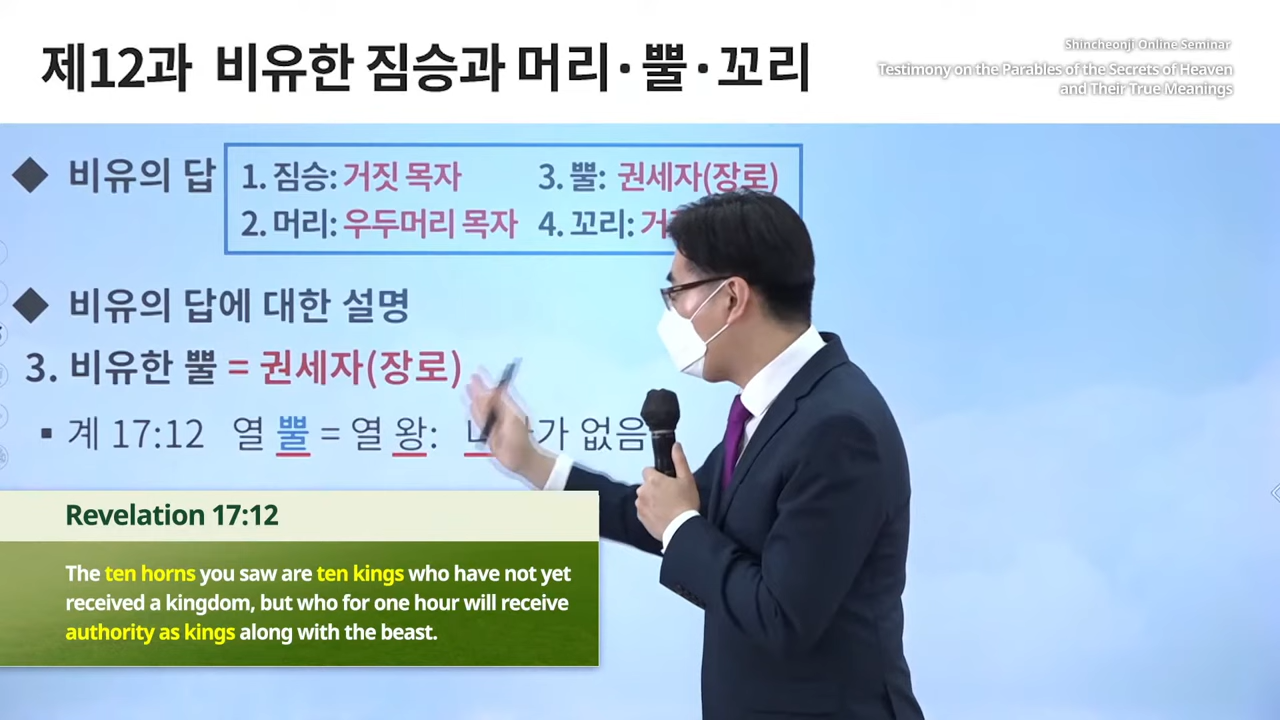 제12과 비유한 짐승과 머리·뿔·꼬리
Shincheonji Online Seminar
Testimony on the Parables of the Secrets of Heaven
and Their True Meanings
◆ 비유의 답
1. 짐승: 거짓 목자
3. 뿔: 권세자(장로)
2. 머리: 우두머리 목자
4. 꼬리: 거
◆ 비유의 답에 대한 설명
3. 비유한 뿔 = 권세자(장로)
▪ 계 17:12 열 뿔 = 열 왕: 가 없음
Revelation 17:12
The ten horns you saw are ten kings who have not yet
received a kingdom, but who for one hour will receive
authority as kings along with the beast.